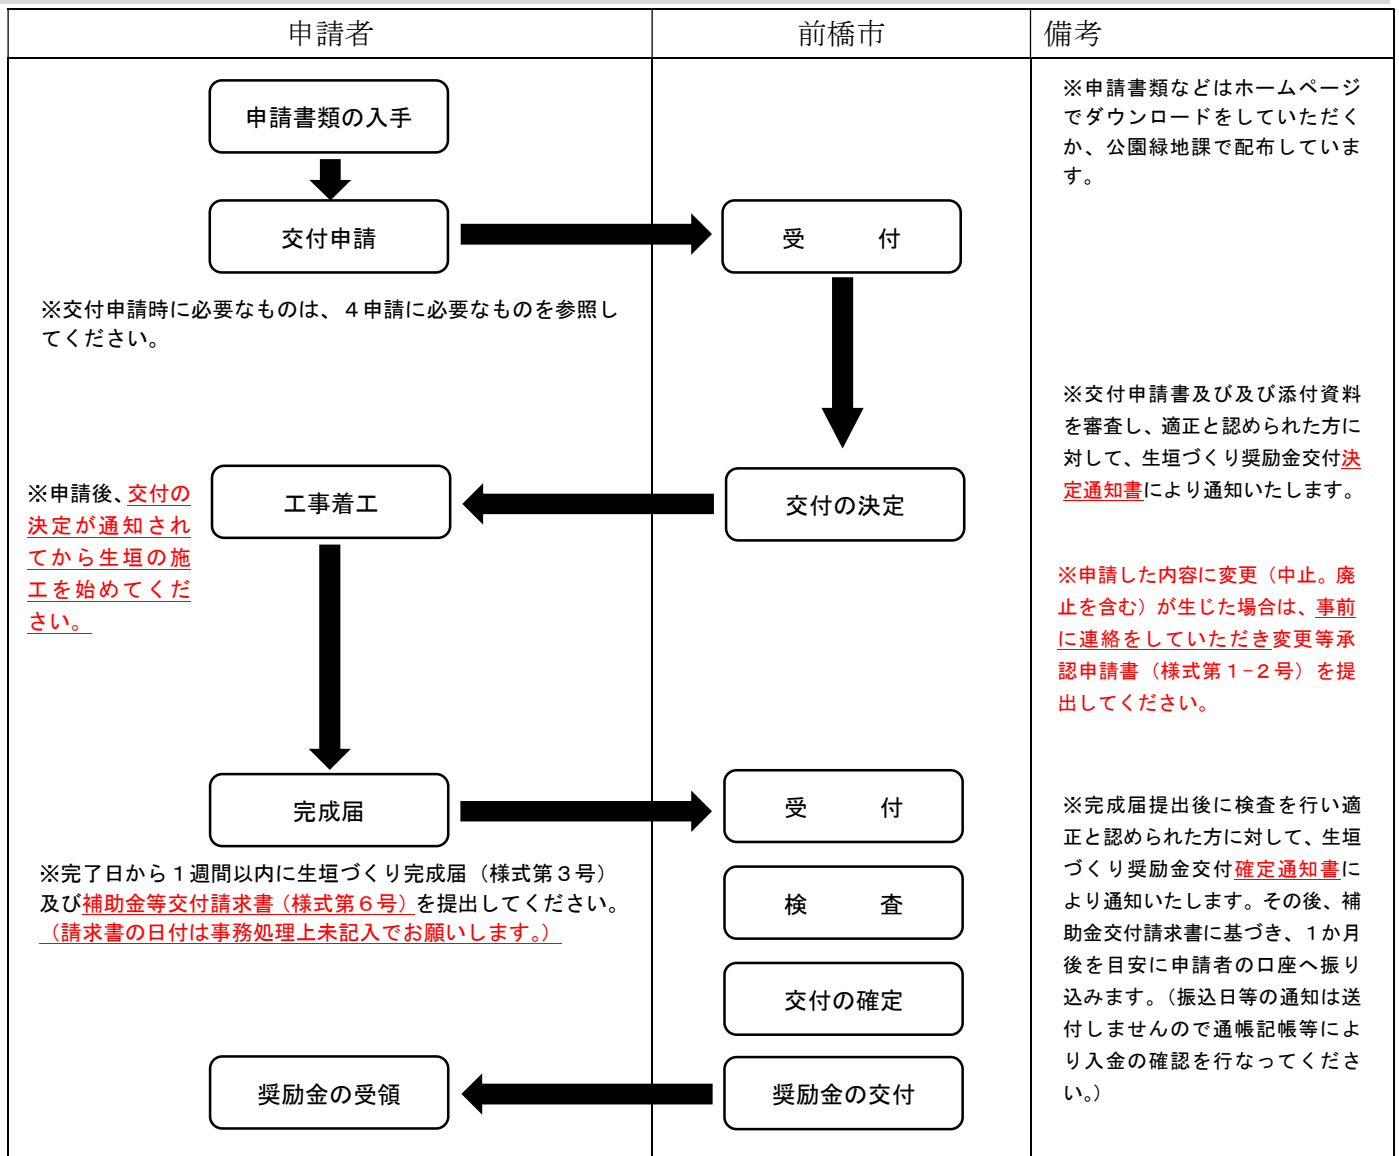 申請者
前橋市
備考
申請書類の入手
交付申請
受　　　付
※交付申請時に必要なものは、４申請に必要なものを参照し
てください。
※申請書類などはホームページ
でダウンロードをしていただく
か、公園緑地課で配布していま
す。
※交付申請書及び及び添付資料
を審査し、適正と認められた方に
対して、生垣づくり奨励金交付決
定通知書により通知いたします。
※申請後、交付の
決定が通知され
てから生垣の施
工を始めてくだ
さい。
工事着工
交付の決定
※申請した内容に変更（中止。廃
止を含む）が生じた場合は、事前
に連絡をしていただき変更等承
認申請書（様式第１−２号）を提
出してください。
完成届
受　　　付
※完了日から１週間以内に生垣づくり完成届（様式第３号）
及び補助金等交付請求書（様式第６号）を提出してください。
（請求書の日付は事務処理上未記入でお願いします。）
検　　　査
交付の確定
奨励金の受領
奨励金の交付
※完成届提出後に検査を行い適
正と認められた方に対して、生垣
づくり奨励金交付確定通知書に
より通知いたします。その後、補
助金交付請求書に基づき、１か月
後を目安に申請者の口座へ振り
込みます。（振込日等の通知は送
付しませんので通帳記帳等によ
り入金の確認を行なってくださ
い。）